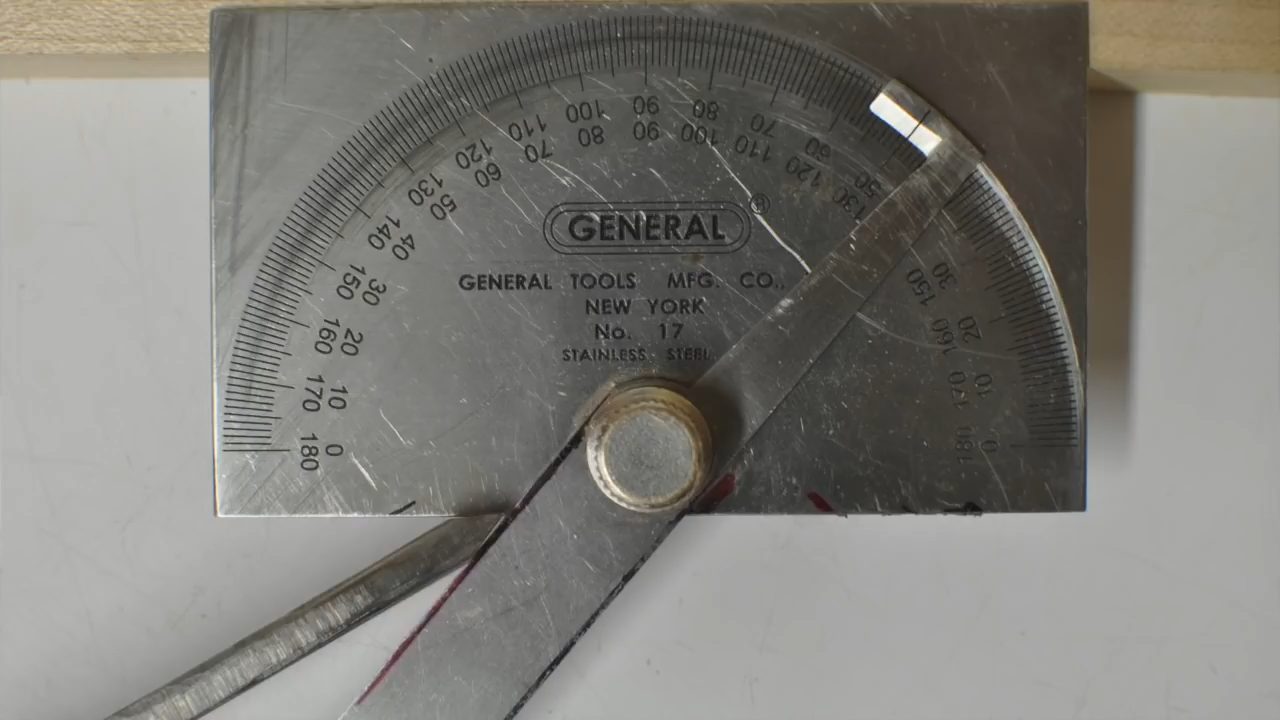 180 170 160 150 140 130 120 110 100 90 80 70 60 50 30 20 10 0
0 10 20 30 40 50 60 70 80 90 100 110 120 130 150 160 170 180
GENERAL ®
GENERAL TOOLS MFG. CO.,
NEW YORK
No. 17
STAINLESS STEEL